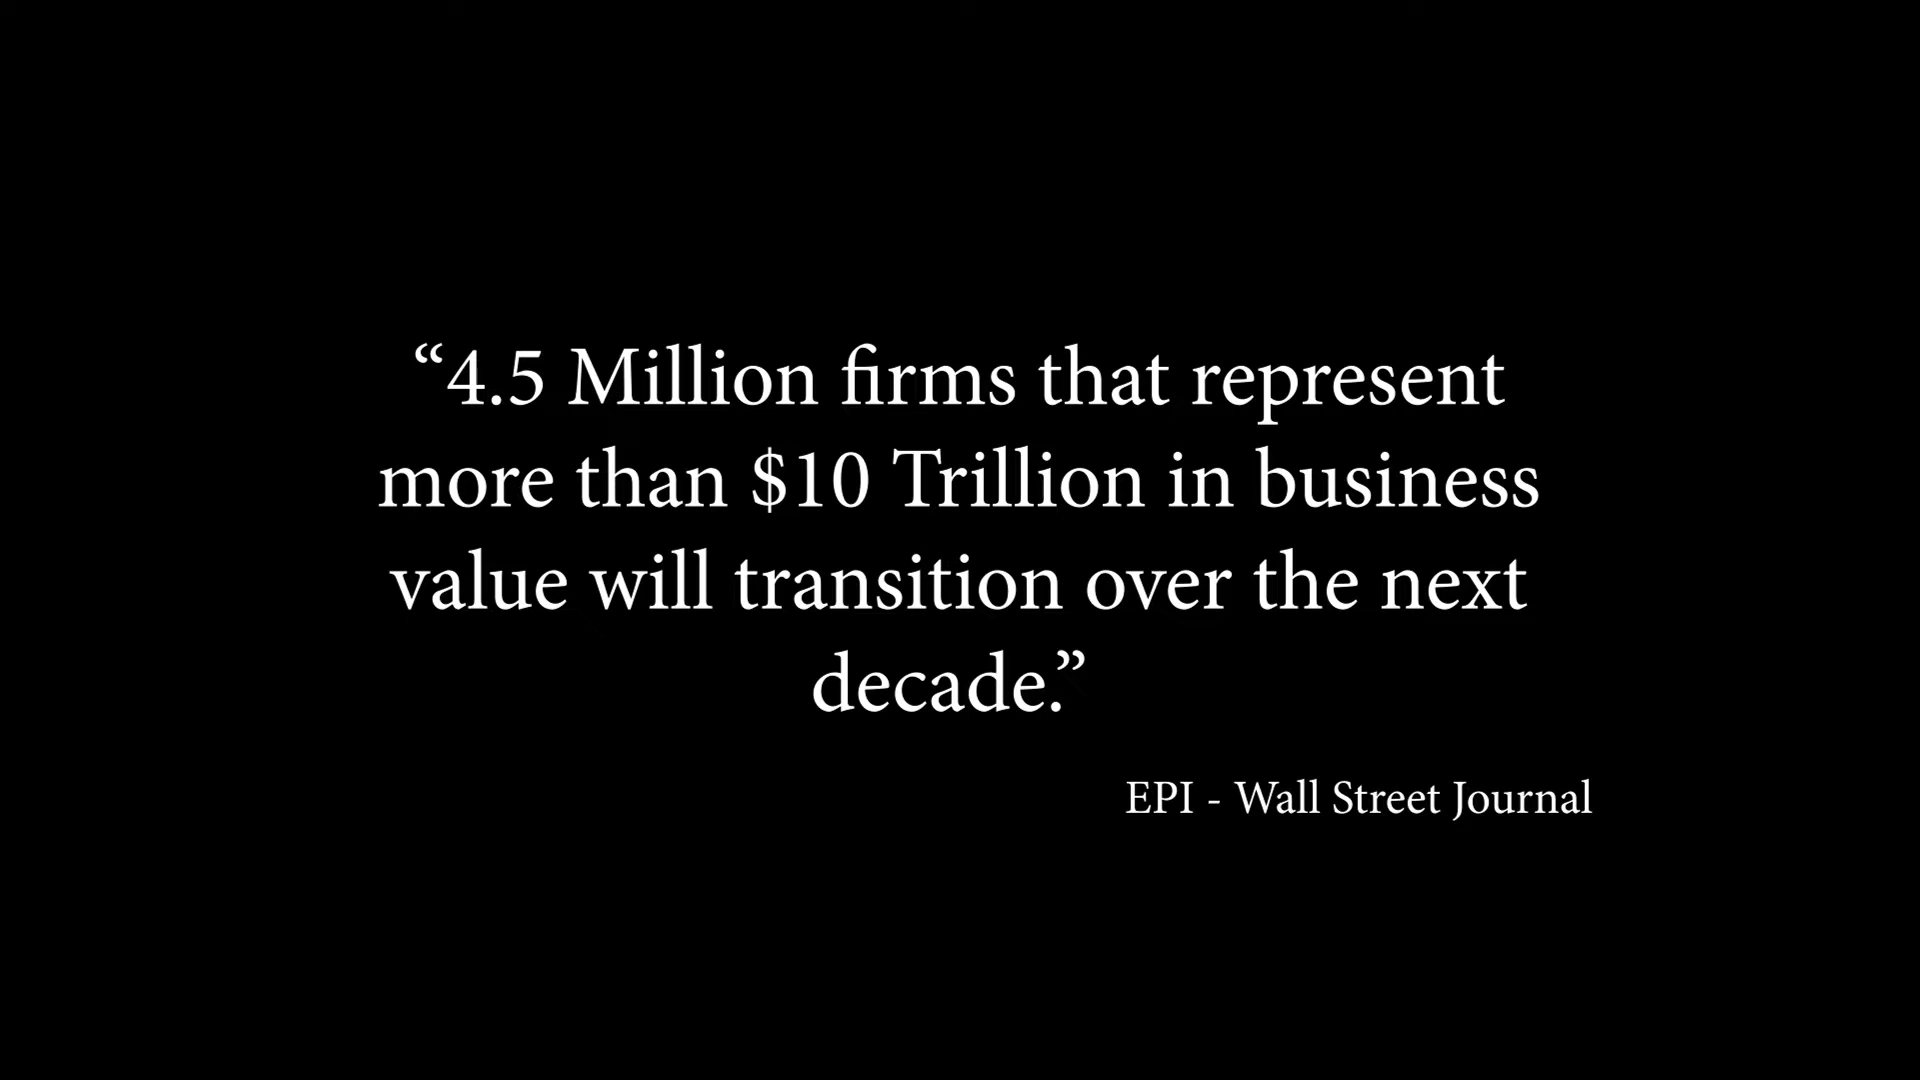 “4.5 Million firms that represent
more than $10 Trillion in business
value will transition over the next
decade.”
EPI - Wall Street Journal